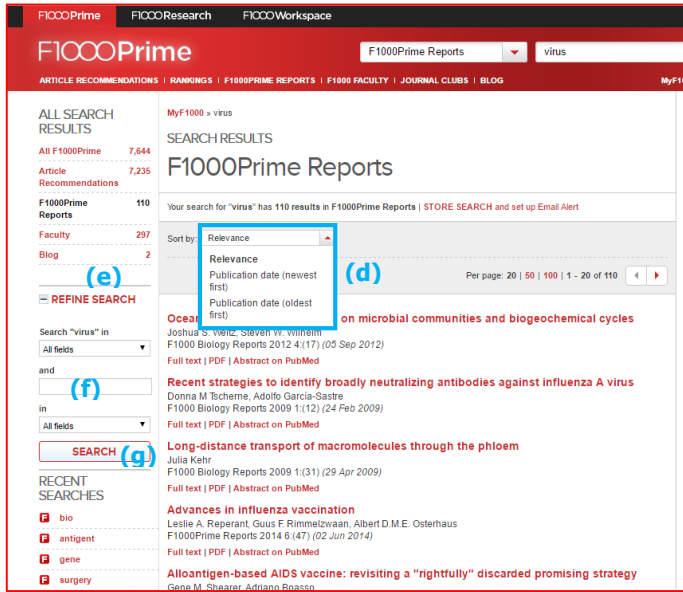 F1000Prime F1000Research F1000Workspace
F1000Prime
F1000Prime Reports virus
ARTICLE RECOMMENDATIONS | RANKINGS | F1000PRIME REPORTS | F1000 FACULTY | JOURNAL CLUBS | BLOG MyF1
ALL SEARCH
RESULTS
All F1000Prime 7,644
Article 7,235
Recommendations
F1000Prime 110
Reports
Faculty 297
Blog 2
(e)
REFINE SEARCH
Search "virus" in
All fields
and
(f)
in
All fields
SEARCH
(g)
RECENT
SEARCHES
F bio
F antigent
F gene
F surgery
MyF1000 » virus
SEARCH RESULTS
F1000Prime Reports
Your search for "virus" has 110 results in F1000Prime Reports | STORE SEARCH and set up Email Alert
Sort by: Relevance
Relevance
Publication date (newest
first)
Publication date (oldest
first)
(d)
Per page: 20 | 50 | 100 | 1 - 20 of 110
Ocean on microbial communities and biogeochemical cycles
Joshua S. Weitz, Steven W. Wilhelm
F1000 Biology Reports 2012 4:(17) (05 Sep 2012)
Full text | PDF | Abstract on PubMed
Recent strategies to identify broadly neutralizing antibodies against influenza A virus
Donna M Tscherne, Adolfo García-Sastre
F1000 Biology Reports 2009 1:(12) (24 Feb 2009)
Full text | PDF | Abstract on PubMed
Long-distance transport of macromolecules through the phloem
Julia Kehr
F1000 Biology Reports 2009 1:(31) (29 Apr 2009)
Full text | PDF | Abstract on PubMed
Advances in influenza vaccination
Leslie A. Reperant, Guus F. Rimmelzwaan, Albert D.M.E. Osterhaus
F1000Prime Reports 2014 6:(47) (02 Jun 2014)
Full text | PDF | Abstract on PubMed
Alloantigen-based AIDS vaccine: revisiting a "rightfully" discarded promising strategy
Gene M. Shearer, Adriano Boasso